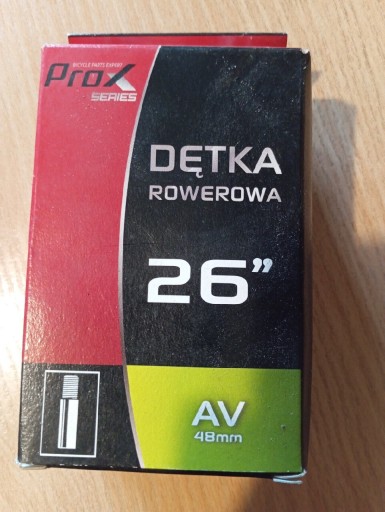 BICYCLE PARTS EXPERT
ProX
SERIES
DĘTKA
ROWEROWA
26”
AV
48mm